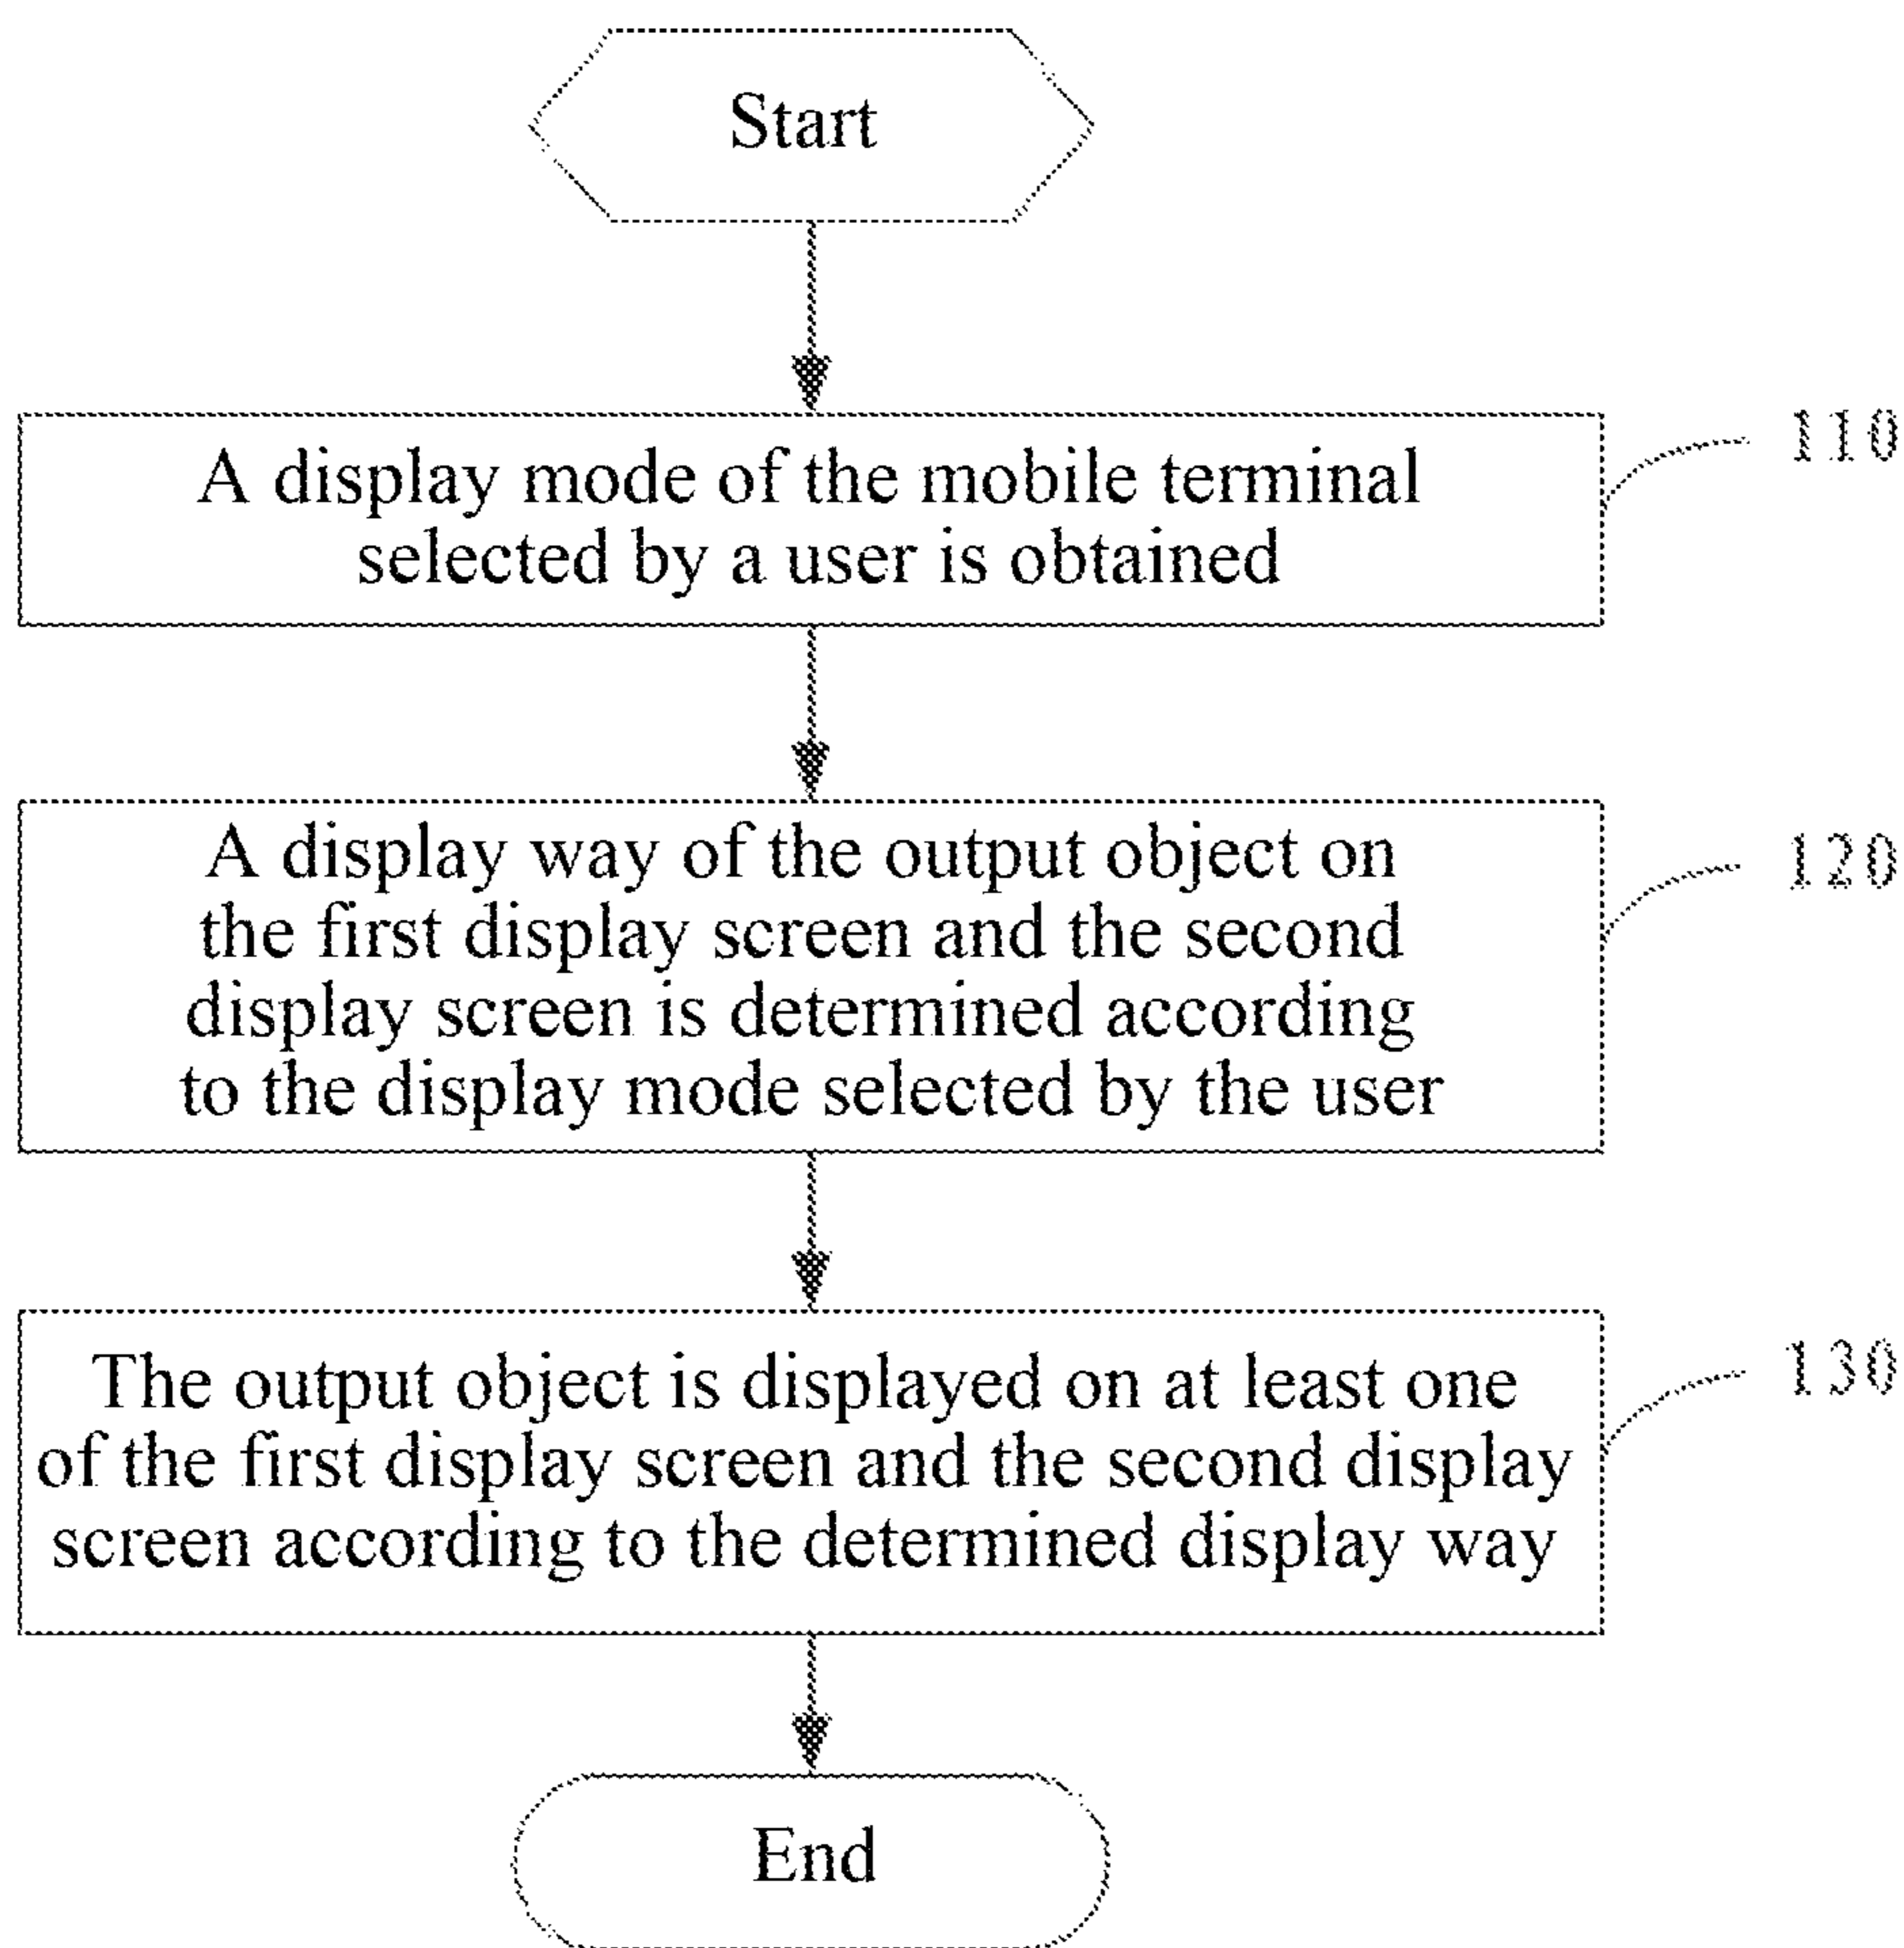 Start
A display mode of the mobile terminal
selected by a user is obtained
110
A display way of the output object on
the first display screen and the second
display screen is determined according
to the display mode selected by the user
120
The output object is displayed on at least one
of the first display screen and the second display
screen according to the determined display way
130
End